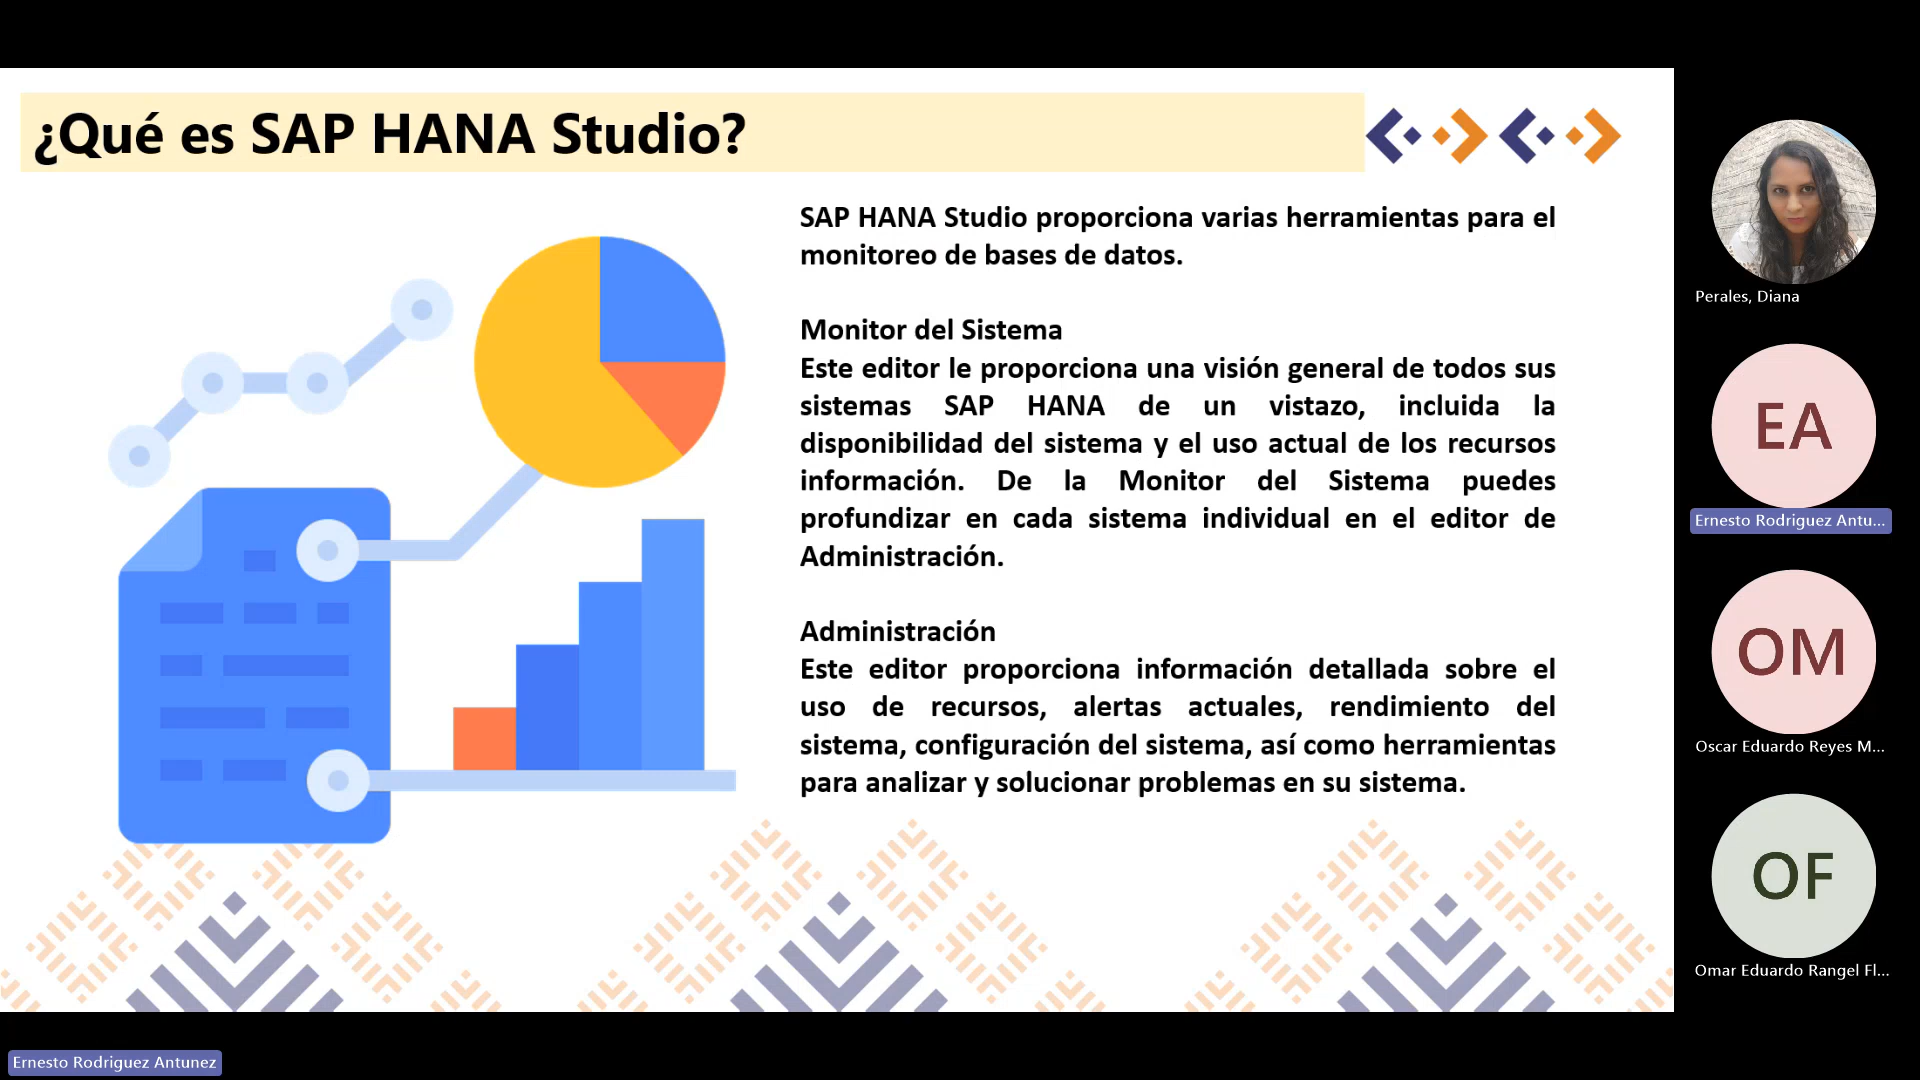 ¿Qué es SAP HANA Studio?
SAP HANA Studio proporciona varias herramientas para el
monitoreo de bases de datos.
Monitor del Sistema
Este editor le proporciona una visión general de todos sus
sistemas SAP HANA de un vistazo, incluida la
disponibilidad del sistema y el uso actual de los recursos
información. De la Monitor del Sistema puedes
profundizar en cada sistema individual en el editor de
Administración.
Administración
Este editor proporciona información detallada sobre el
uso de recursos, alertas actuales, rendimiento del
sistema, configuración del sistema, así como herramientas
para analizar y solucionar problemas en su sistema.
Perales, Diana
EA
Ernesto Rodriguez Antu...
OM
Oscar Eduardo Reyes M...
OF
Omar Eduardo Rangel Fl...
Ernesto Rodriguez Antunez